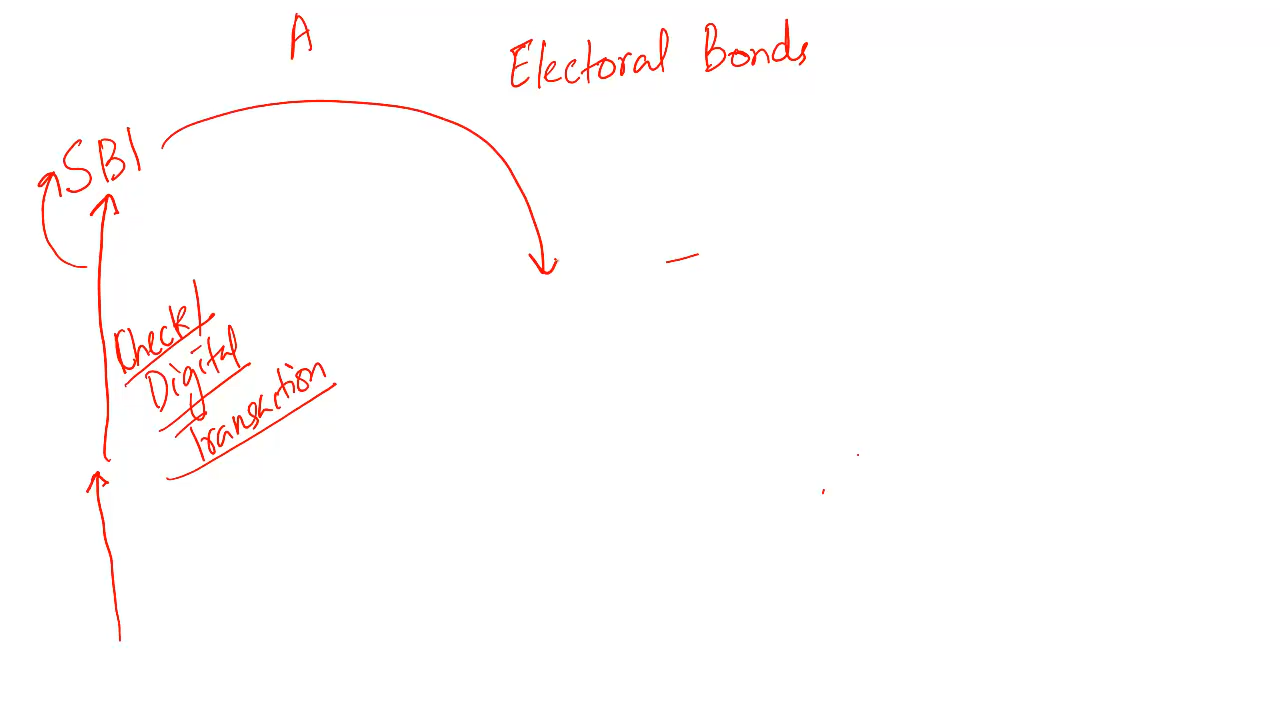 A
Electoral Bonds
SBI
Check/
Digital
Transaction